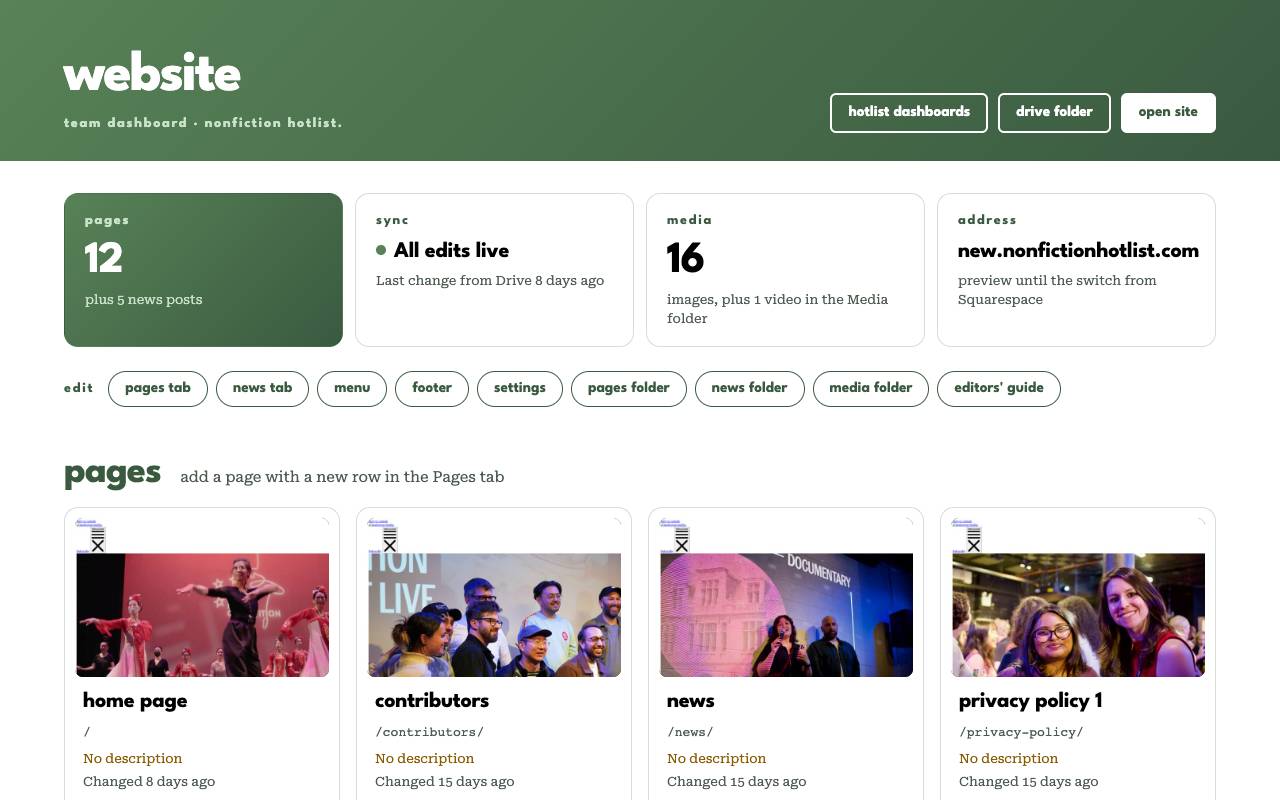 website
team dashboard · nonfiction hotlist.
hotlist dashboards
drive folder
open site
pages
12
plus 5 news posts
sync
All edits live
Last change from Drive 8 days ago
media
16
images, plus 1 video in the Media
folder
address
new.nonfictionhotlist.com
preview until the switch from
Squarespace
edit
pages tab
news tab
menu
footer
settings
pages folder
news folder
media folder
editors' guide
pages
add a page with a new row in the Pages tab
LIVE
DOCUMENTARY
home page
/
No description
Changed 8 days ago
contributors
/contributors/
No description
Changed 15 days ago
news
/news/
No description
Changed 15 days ago
privacy policy 1
/privacy-policy/
No description
Changed 15 days ago